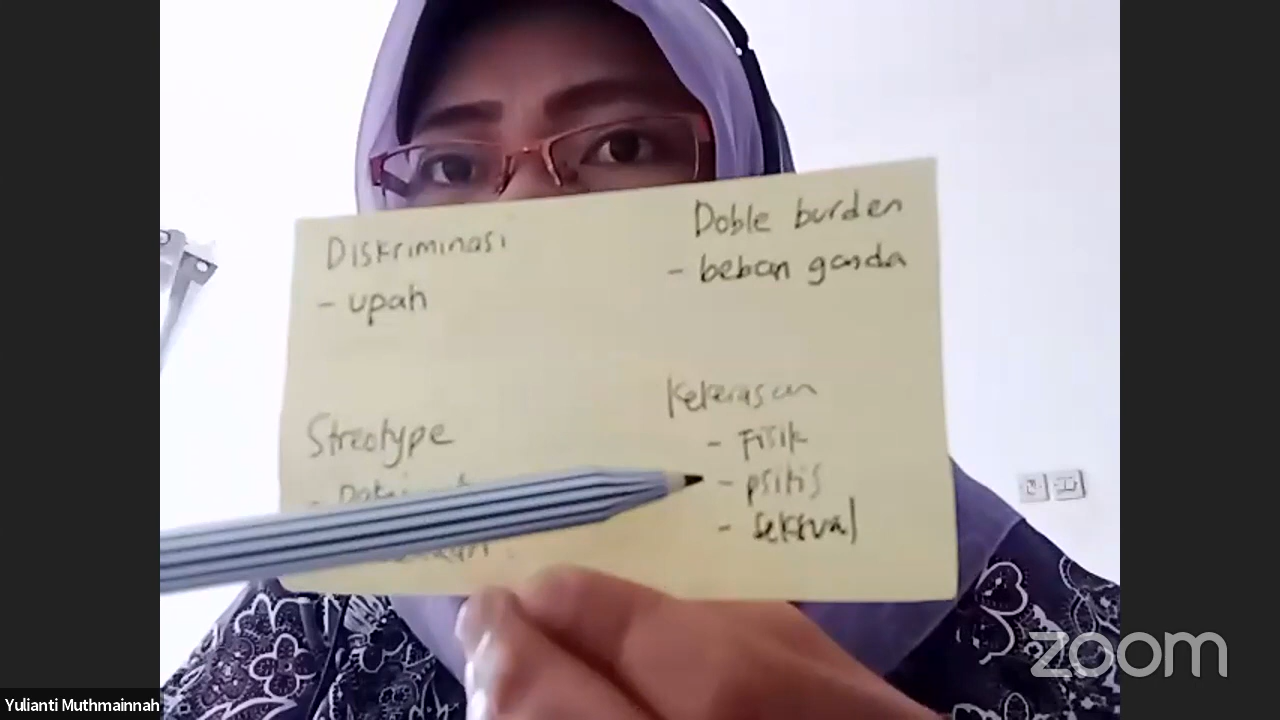 Diskriminasi
- upah
Doble burden
- beban ganda
Streotype
Kekerasan
- Fisik
- psikis
- seksual
zoom
Yulianti Muthmainnah